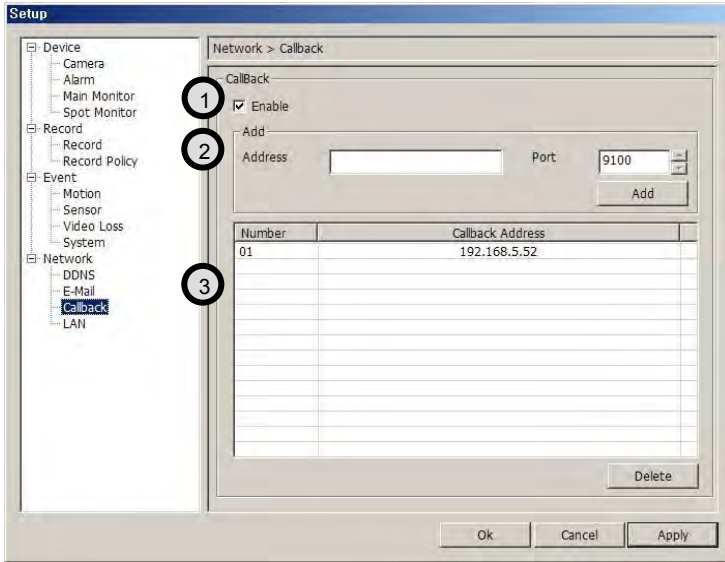 Setup
Device
Camera
Alarm
Main Monitor
Spot Monitor
Record
Record
Record Policy
Event
Motion
Sensor
Video Loss
System
Network
DDNS
E-Mail
Callback
LAN
Network > Callback
CallBack
1
Enable
2
Add
Address
Port 9100
Add
Number Callback Address
01 192.168.5.52
3
Delete
Ok Cancel Apply